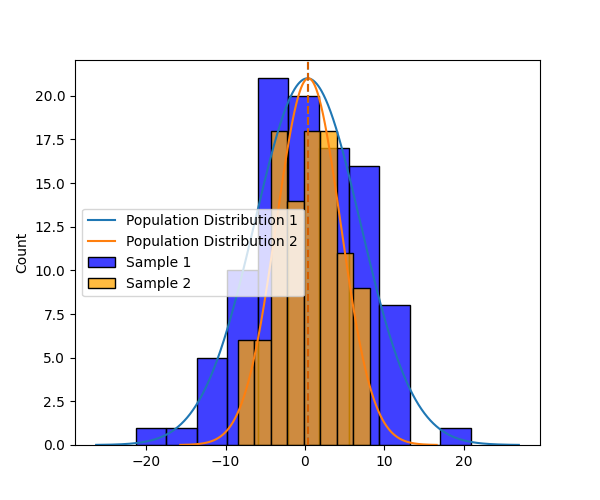 20.0
17.5
15.0
12.5
10.0
7.5
5.0
2.5
0.0
Count
Population Distribution 1
Population Distribution 2
Sample 1
Sample 2
−20 −10 0 10 20